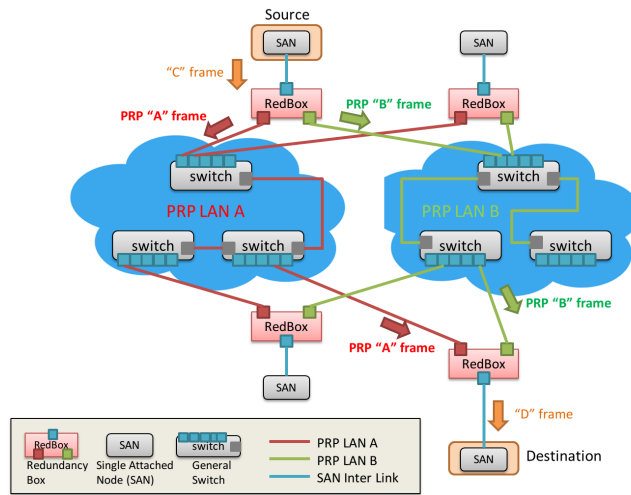 Source
SAN
SAN
"C" frame
RedBox
PRP "B" frame
RedBox
PRP "A" frame
switch
switch
PRP LAN A
PRP LAN B
switch
switch
switch
switch
PRP "B" frame
RedBox
PRP "A" frame
RedBox
SAN
"D" frame
RedBox
SAN
switch
PRP LAN A
PRP LAN B
SAN Inter Link
Redundancy
Box
Single Attached
Node (SAN)
General
Switch
SAN
Destination